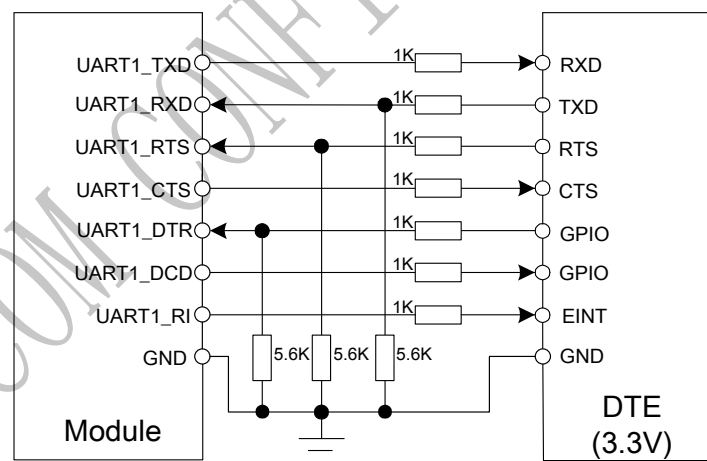 UART1_TXD 1K RXD
UART1_RXD 1K TXD
UART1_RTS 1K RTS
UART1_CTS 1K CTS
UART1_DTR 1K GPIO
UART1_DCD 1K GPIO
UART1_RI 1K EINT
GND 5.6K 5.6K 5.6K GND
Module
DTE
(3.3V)